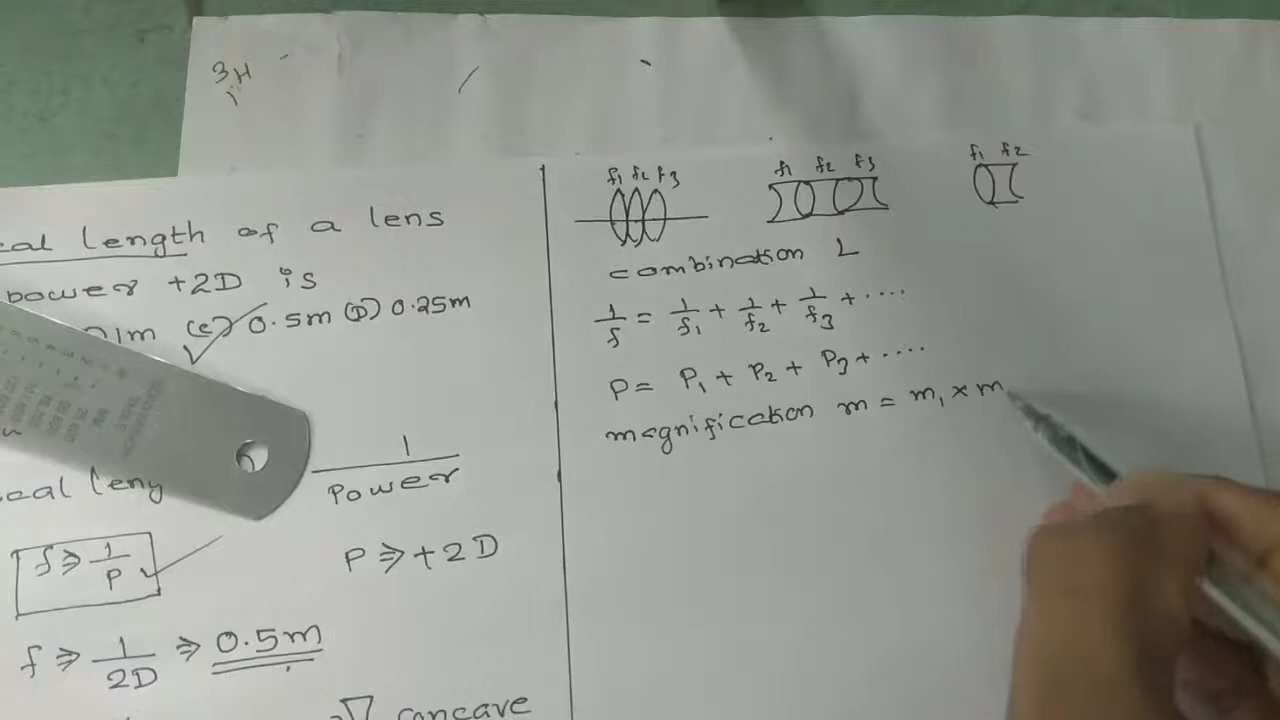 3H
cal length of a lens
power +2D is
1m (c) 0.5m (D) 0.25m
1
Power
f ⇒ 1/P
P ⇒ +2D
f ⇒ 1/2D ⇒ 0.5m
concave
f1 f2 f3
f1 f2 f3
f1 f2
combination L
1/f = 1/f1 + 1/f2 + 1/f3 + ....
P = P1 + P2 + P3 + ....
magnification m = m1 × m